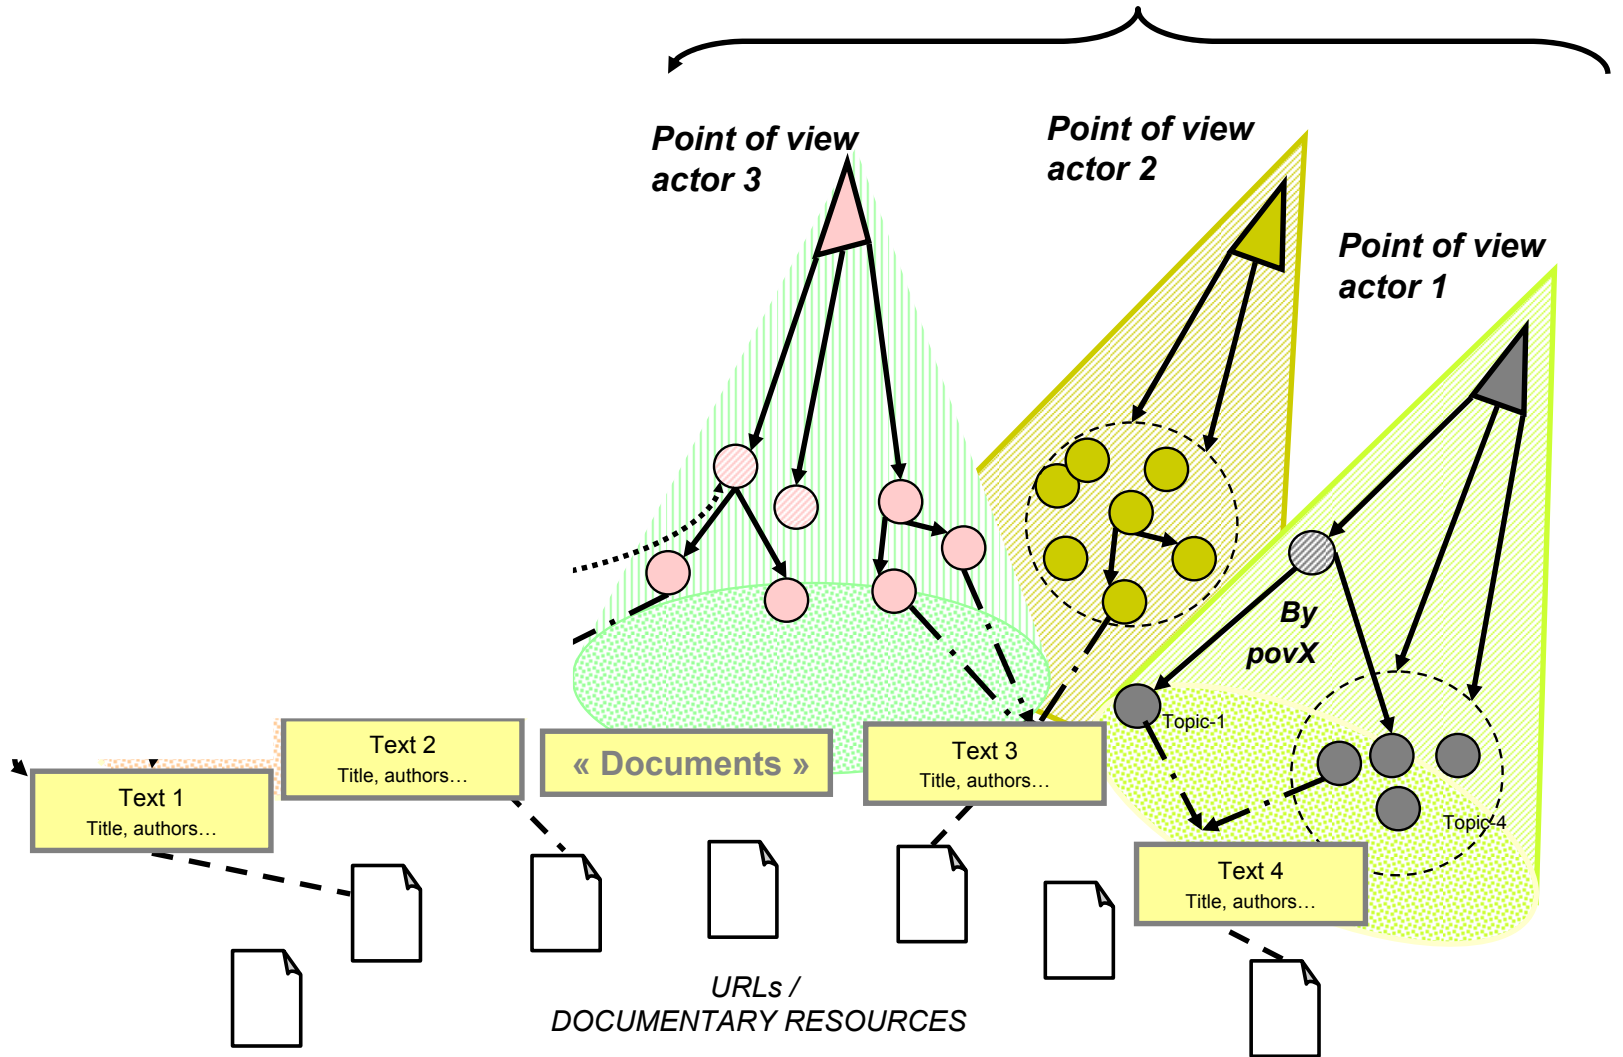 Point of view
actor 3
Point of view
actor 2
Point of view
actor 1
By
povX
Topic-1
Topic-4
Text 1
Title, authors…
Text 2
Title, authors…
« Documents »
Text 3
Title, authors…
Text 4
Title, authors…
URLs /
DOCUMENTARY RESOURCES